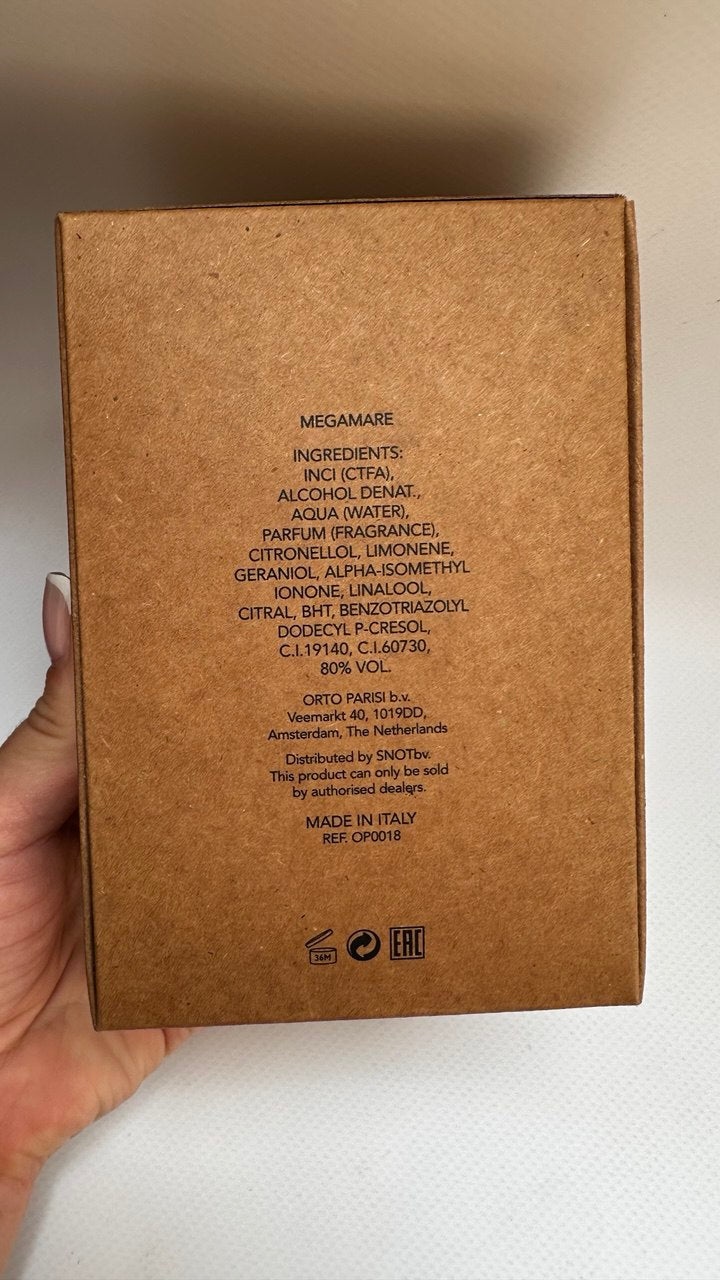 MEGAMARE
INGREDIENTS:
INCI (CTFA),
ALCOHOL DENAT.,
AQUA (WATER),
PARFUM (FRAGRANCE),
CITRONELLOL, LIMONENE,
GERANIOL, ALPHA-ISOMETHYL
IONONE, LINALOOL,
CITRAL, BHT, BENZOTRIAZOLYL
DODECYL P-CRESOL,
C.I.19140, C.I.60730,
80% VOL.
ORTO PARISI b.v.
Veemarkt 40, 1019DD,
Amsterdam, The Netherlands
Distributed by SNOTbv.
This product can only be sold
by authorised dealers.
MADE IN ITALY
REF. OP0018
36M EAC